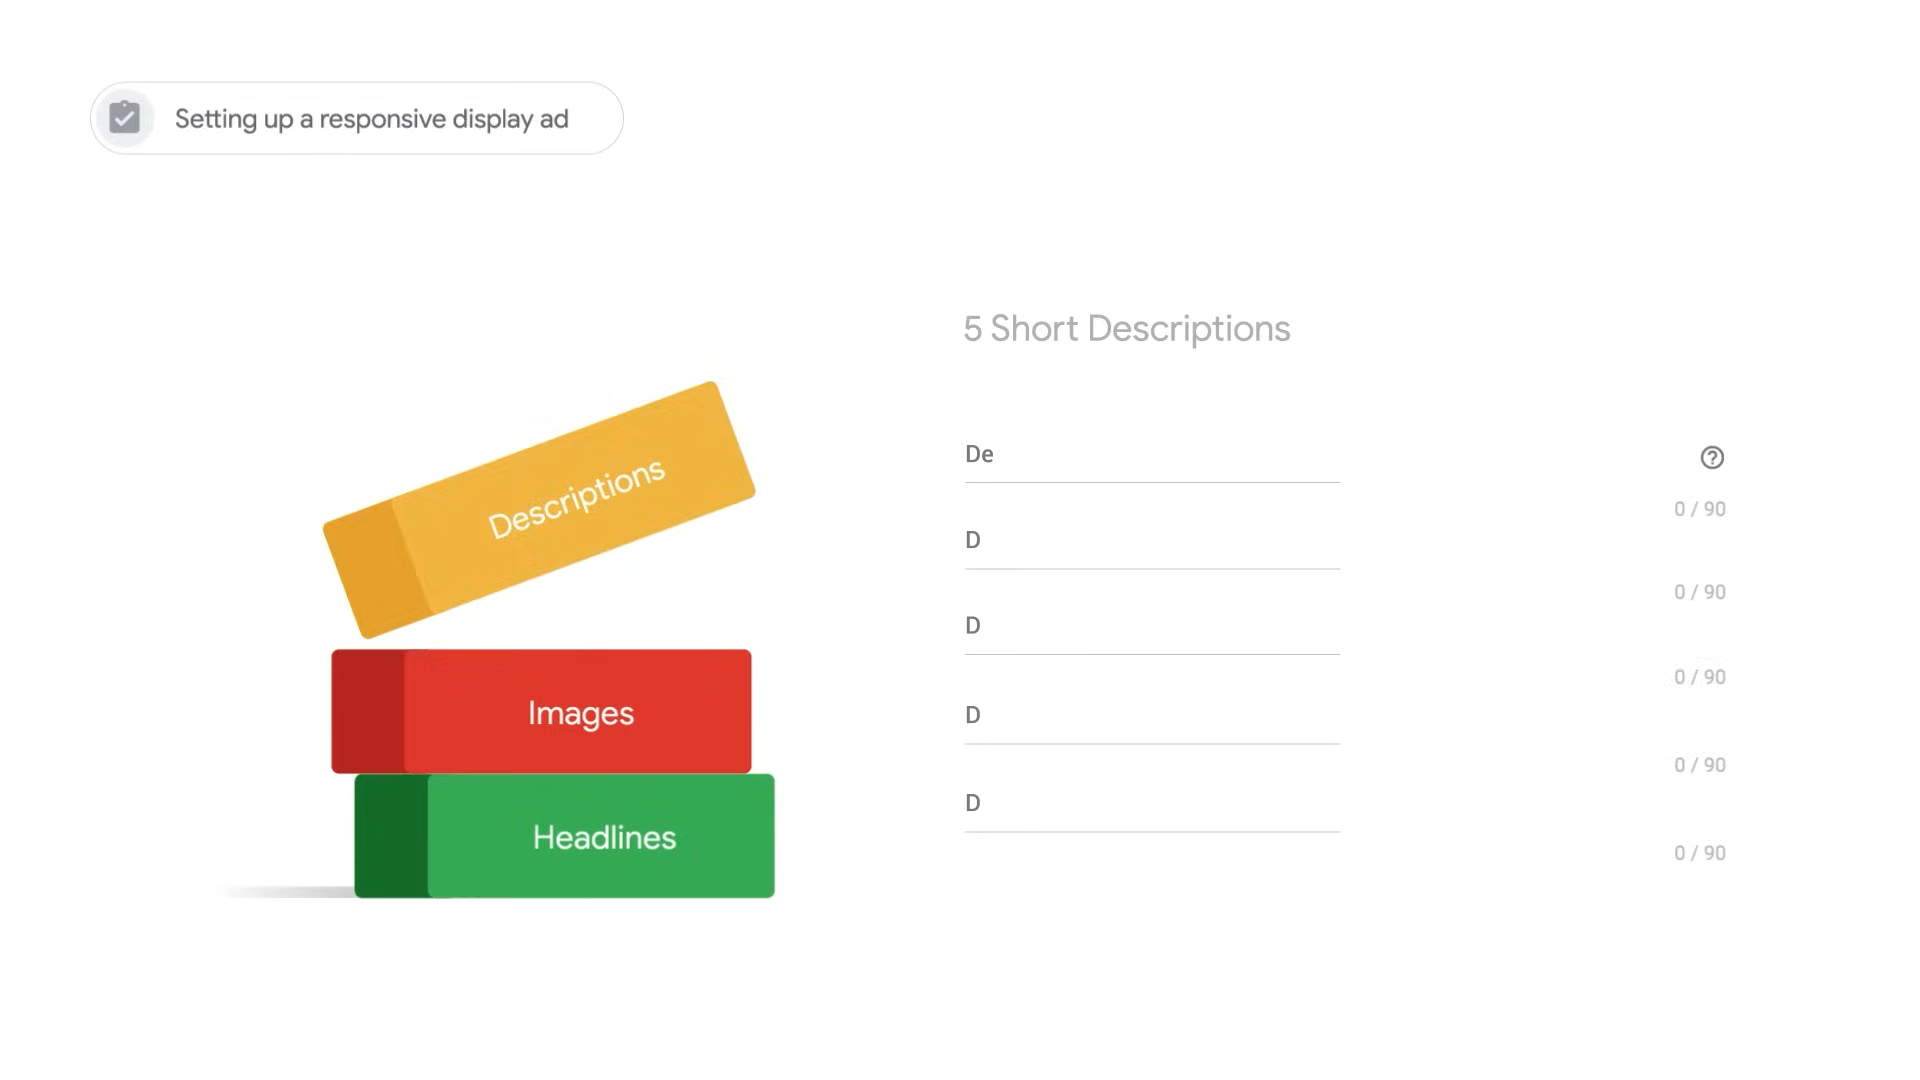 Setting up a responsive display ad
5 Short Descriptions
Descriptions
Images
Headlines
De
0 / 90
D
0 / 90
D
0 / 90
D
0 / 90
D
0 / 90